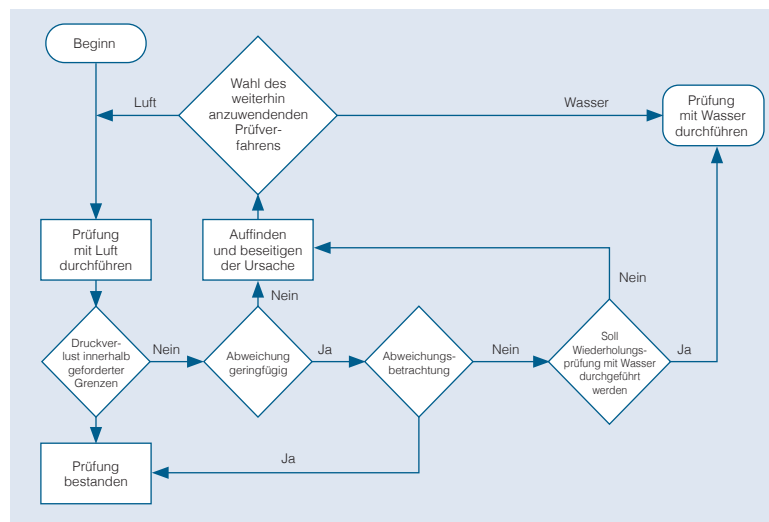 Beginn
Wahl des
weiterhin
anzuwendenden
Prüfver-
fahrens
Luft
Wasser
Prüfung
mit Wasser
durchführen
Prüfung
mit Luft
durchführen
Auffinden
und beseitigen
der Ursache
Nein
Nein
Druckver-
lust innerhalb
geforderter
Grenzen
Nein
Abweichung
geringfügig
Ja
Abweichungs-
betrachtung
Nein
Soll
Wiederholungs-
prüfung mit Wasser
durchgeführt
werden
Ja
Prüfung
bestanden
Ja